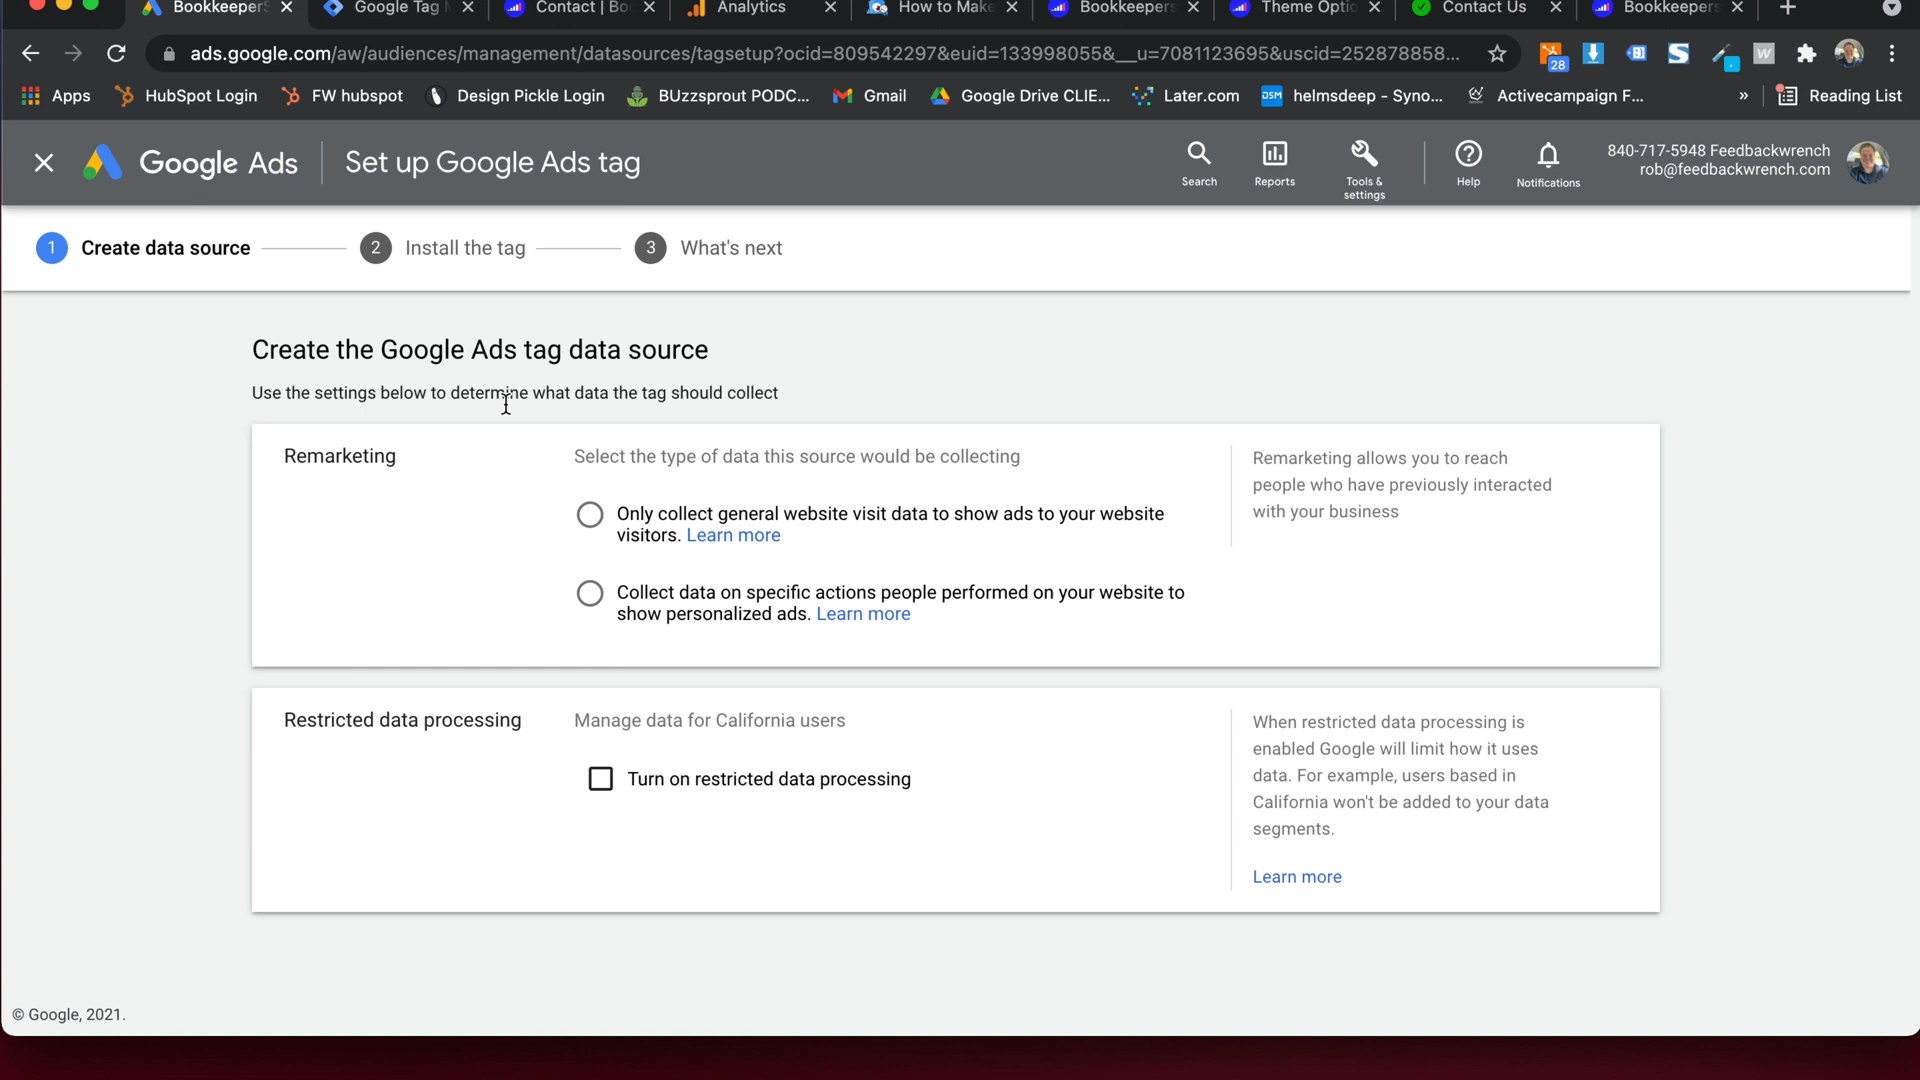 BookkeeperS
Google Tag M
Contact | Bo
Analytics
How to Make
Bookkeepers
Theme Optio
Contact Us
Bookkeepers
ads.google.com/aw/audiences/management/datasources/tagsetup?ocid=809542297&euid=133998055&__u=7081123695&uscid=252878858...
28
Apps
HubSpot Login
FW hubspot
Design Pickle Login
BUzzsprout PODC...
Gmail
Google Drive CLIE...
Later.com
DSM
helmsdeep - Syno...
Activecampaign F...
»
Reading List
Google Ads
Set up Google Ads tag
Search
Reports
Tools &
settings
Help
Notifications
840-717-5948 Feedbackwrench
rob@feedbackwrench.com
1 Create data source
2 Install the tag
3 What's next
Create the Google Ads tag data source
Use the settings below to determine what data the tag should collect
Remarketing
Select the type of data this source would be collecting
Only collect general website visit data to show ads to your website
visitors. Learn more
Collect data on specific actions people performed on your website to
show personalized ads. Learn more
Remarketing allows you to reach
people who have previously interacted
with your business
Restricted data processing
Manage data for California users
Turn on restricted data processing
When restricted data processing is
enabled Google will limit how it uses
data. For example, users based in
California won't be added to your data
segments.
Learn more
© Google, 2021.